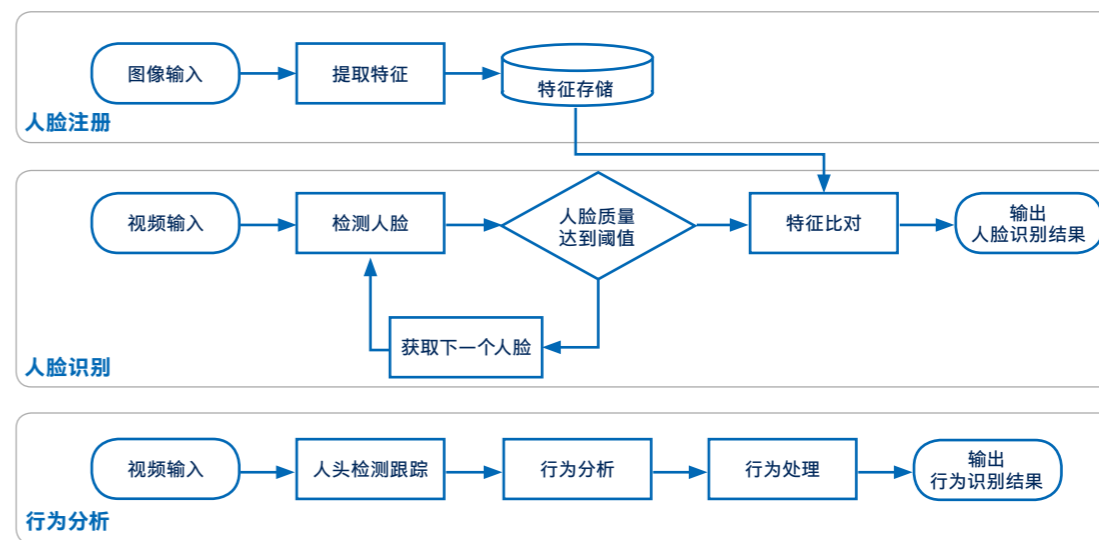 图像输入
提取特征
特征存储
人脸注册
视频输入
检测人脸
人脸质量
达到阈值
特征比对
输出
人脸识别结果
获取下一个人脸
人脸识别
视频输入
人头检测跟踪
行为分析
行为处理
输出
行为识别结果
行为分析